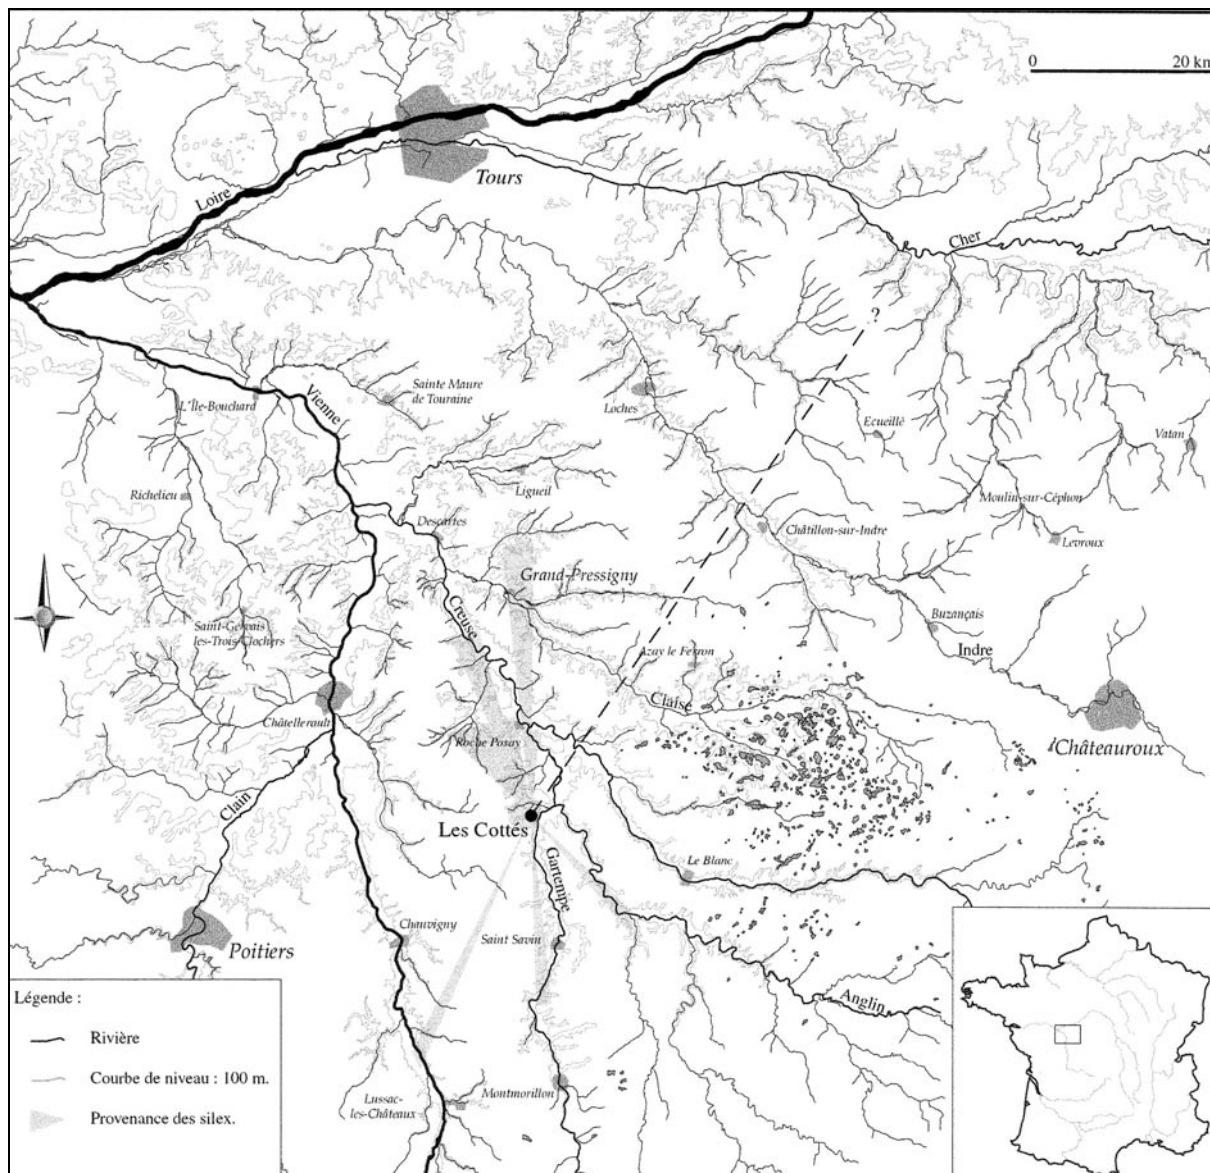 0 20 km
Tours
Loire
Cher
?
Sainte Maure
de Touraine
L'Île-Bouchard
Vienne
Loches
Ecueillé
Vatan
Richelieu
Ligueil
Moulin-sur-Céphon
Descartes
Châtillon-sur-Indre
Levroux
Grand-Pressigny
Creuse
Saint-Gervais
les-Trois-Clochers
Buzançais
Indre
Azay le Ferron
Claise
Châtellerault
Roche Posay
Châteauroux
Clain
Les Cottés
Le Blanc
Gartempe
Chauvigny
Saint Savin
Poitiers
Anglin
Légende :
Rivière
Courbe de niveau : 100 m.
Provenance des silex.
Lussac-
les-Châteaux
Montmorillon